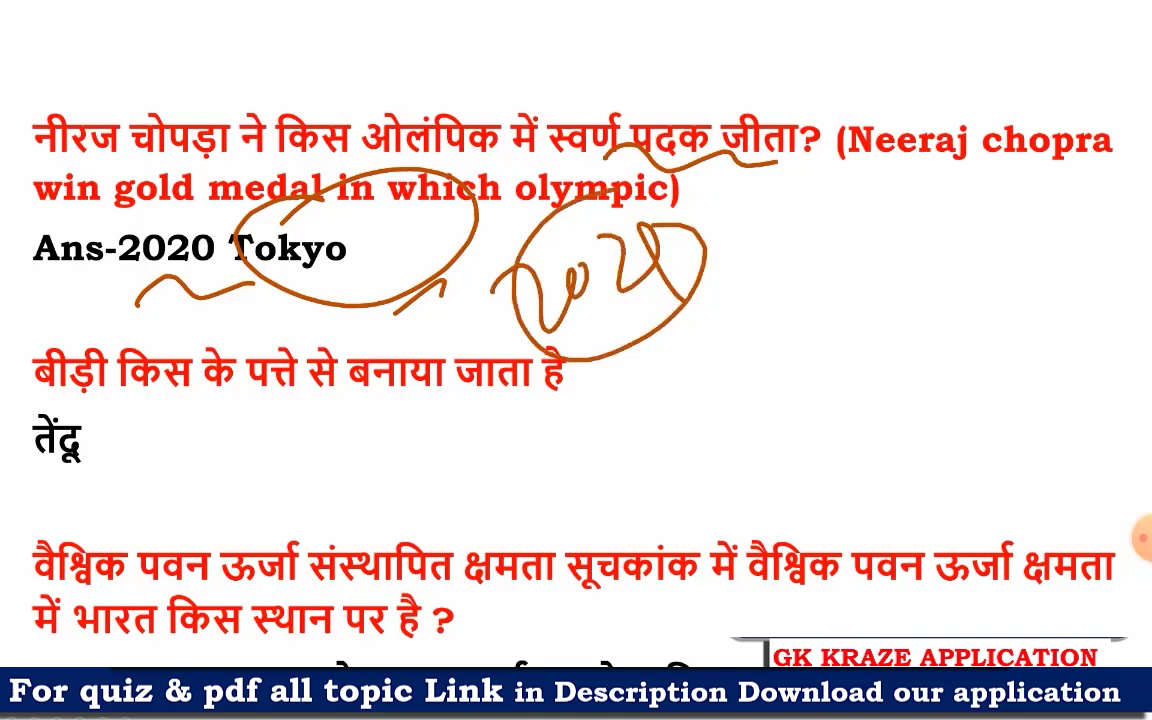 नीरज चोपड़ा ने किस ओलंपिक में स्वर्ण पदक जीता? (Neeraj chopra
win gold medal in which olympic)
Ans-2020 Tokyo
2020
बीड़ी किस के पत्ते से बनाया जाता है
तेंदू
वैश्विक पवन ऊर्जा संस्थापित क्षमता सूचकांक में वैश्विक पवन ऊर्जा क्षमता
में भारत किस स्थान पर है ?
GK KRAZE APPLICATION
For quiz & pdf all topic Link in Description Download our application